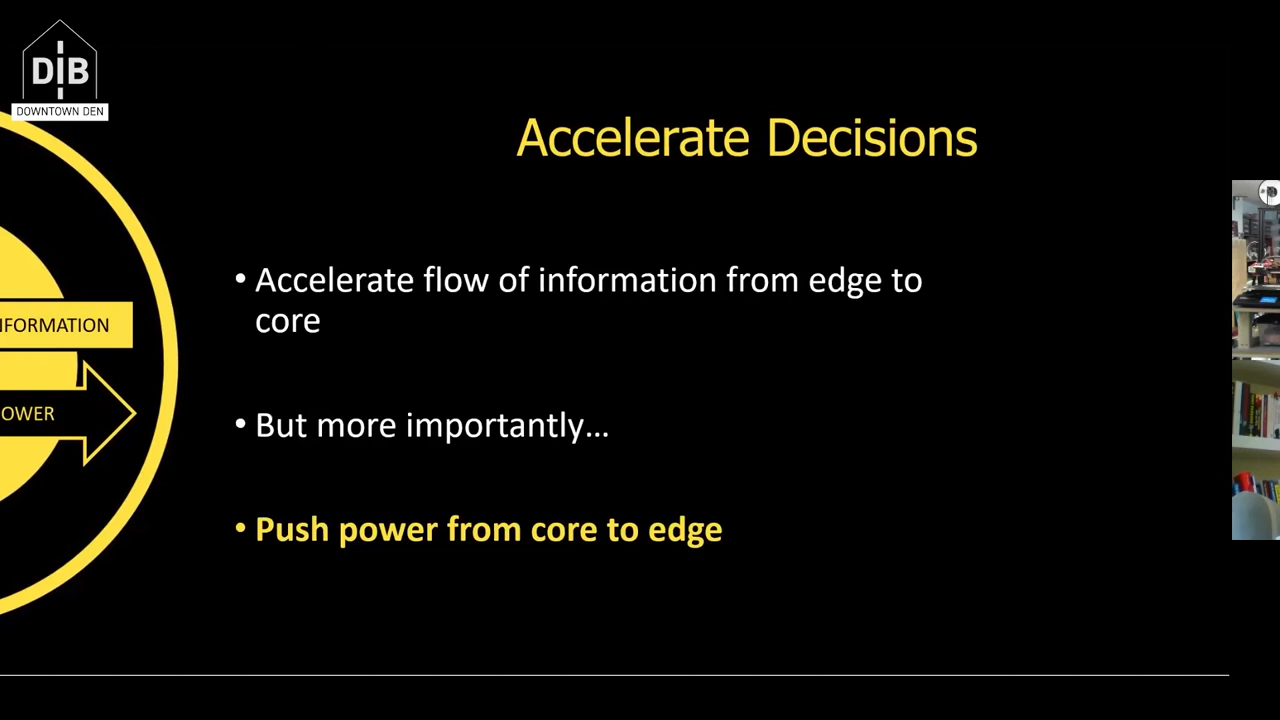 DIB
DOWNTOWN DEN
Accelerate Decisions
• Accelerate flow of information from edge to
core
NFORMATION
OWER
• But more importantly…
• Push power from core to edge